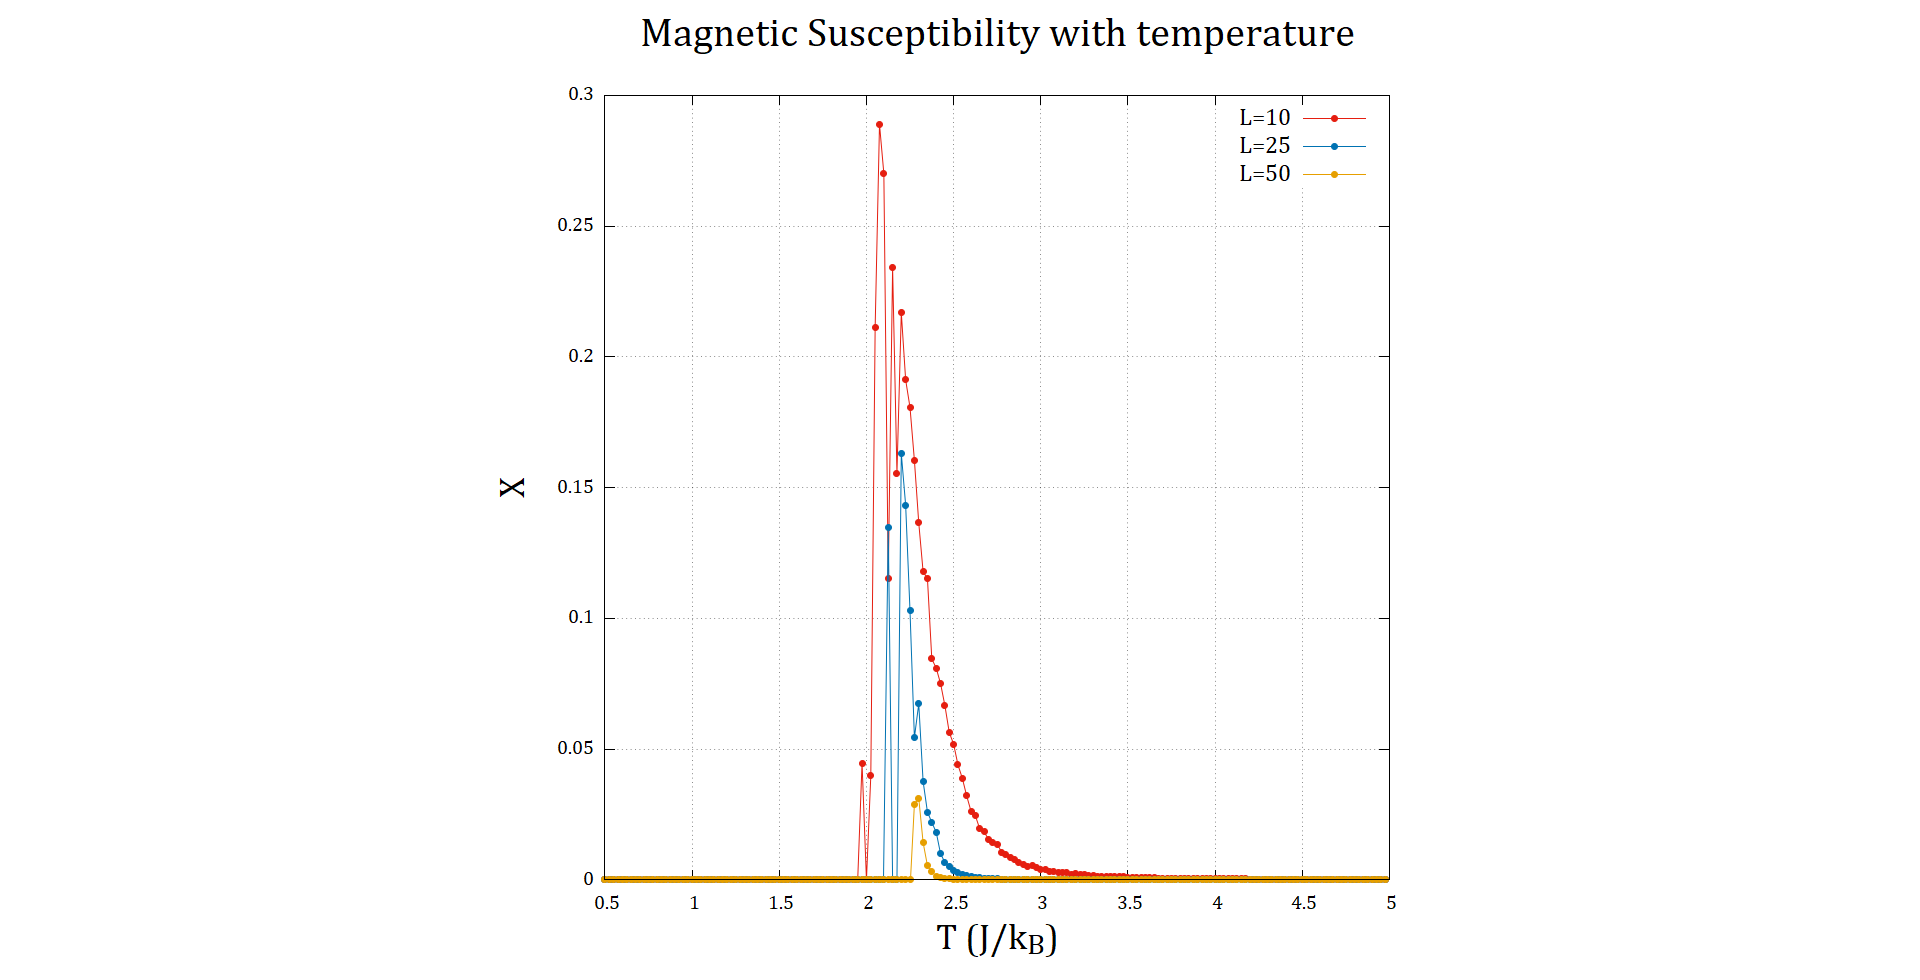 Magnetic Susceptibility with temperature
0.3
0.25
0.2
0.15
0.1
0.05
0
X
L=10
L=25
L=50
0.5 1 1.5 2 2.5 3 3.5 4 4.5 5
T (J/kB)